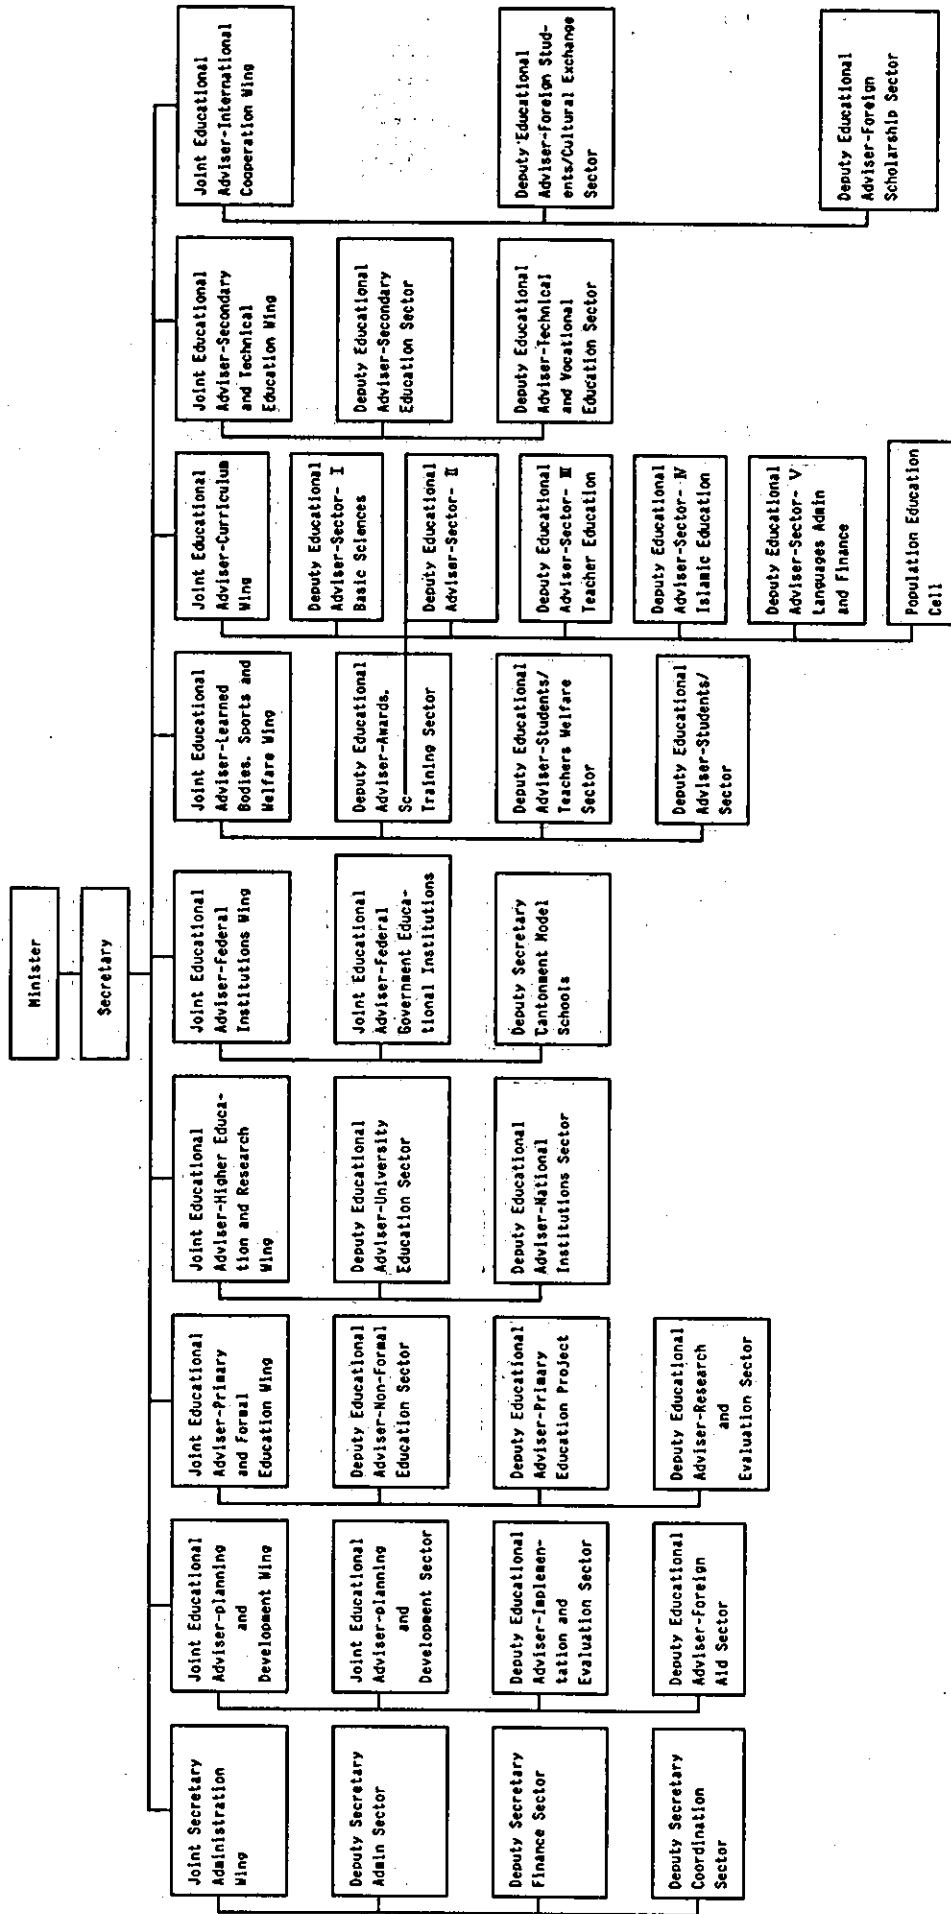 Minister
Secretary
Joint Secretary
Administration
Wing
Deputy Secretary
Admin Sector
Deputy Secretary
Finance Sector
Deputy Secretary
Coordination
Sector
Joint Educational
Adviser-planning
and
Development Wing
Joint Educational
Adviser-planning
and
Development Sector
Deputy Educational
Adviser-Implemen-
tation and
Evaluation Sector
Deputy Educational
Adviser-Foreign
Aid Sector
Joint Educational
Adviser-Primary
and Formal
Education Wing
Deputy Educational
Adviser-Non-Formal
Education Sector
Deputy Educational
Adviser-Primary
Education Project
Deputy Educational
Adviser-Research
and
Evaluation Sector
Joint Educational
Adviser-Higher Educa-
tion and Research
Wing
Deputy Educational
Adviser-University
Education Sector
Deputy Educational
Adviser-National
Institutions Sector
Joint Educational
Adviser-Federal
Institutions Wing
Joint Educational
Adviser-Federal
Government Educa-
tional Institutions
Deputy Secretary
Cantonment Model
Schools
Joint Educational
Adviser-Learned
Bodies. Sports and
Welfare Wing
Deputy Educational
Adviser-Awards.
Sc
Training Sector
Deputy Educational
Adviser-Students/
Teachers Welfare
Sector
Deputy Educational
Adviser-Students/
Sector
Joint Educational
Adviser-Curriculum
Wing
Deputy Educational
Adviser-Sector- I
Basic Sciences
Deputy Educational
Adviser-Sector- II
Deputy Educational
Adviser-Sector- III
Teacher Education
Deputy Educational
Adviser-Sector- IV
Islamic Education
Deputy Educational
Adviser-Sector- V
Languages Admin
and Finance
Population Education
Cell
Joint Educational
Adviser-Secondary
and Technical
Education Wing
Deputy Educational
Adviser-Secondary
Education Sector
Deputy Educational
Adviser-Technical
and Vocational
Education Sector
Joint Educational
Adviser-International
Cooperation Wing
Deputy Educational
Adviser-Foreign Stud-
ents/Cultural Exchange
Sector
Deputy Educational
Adviser-Foreign
Scholarship Sector